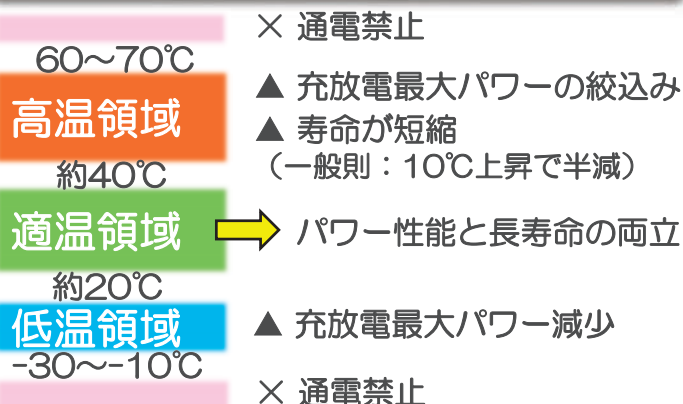 × 通電禁止
60～70℃
高温領域
▲ 充放電最大パワーの絞込み
▲ 寿命が短縮
（一般則：10℃上昇で半減）
約40℃
適温領域
パワー性能と長寿命の両立
約20℃
低温領域
▲ 充放電最大パワー減少
-30～-10℃
× 通電禁止